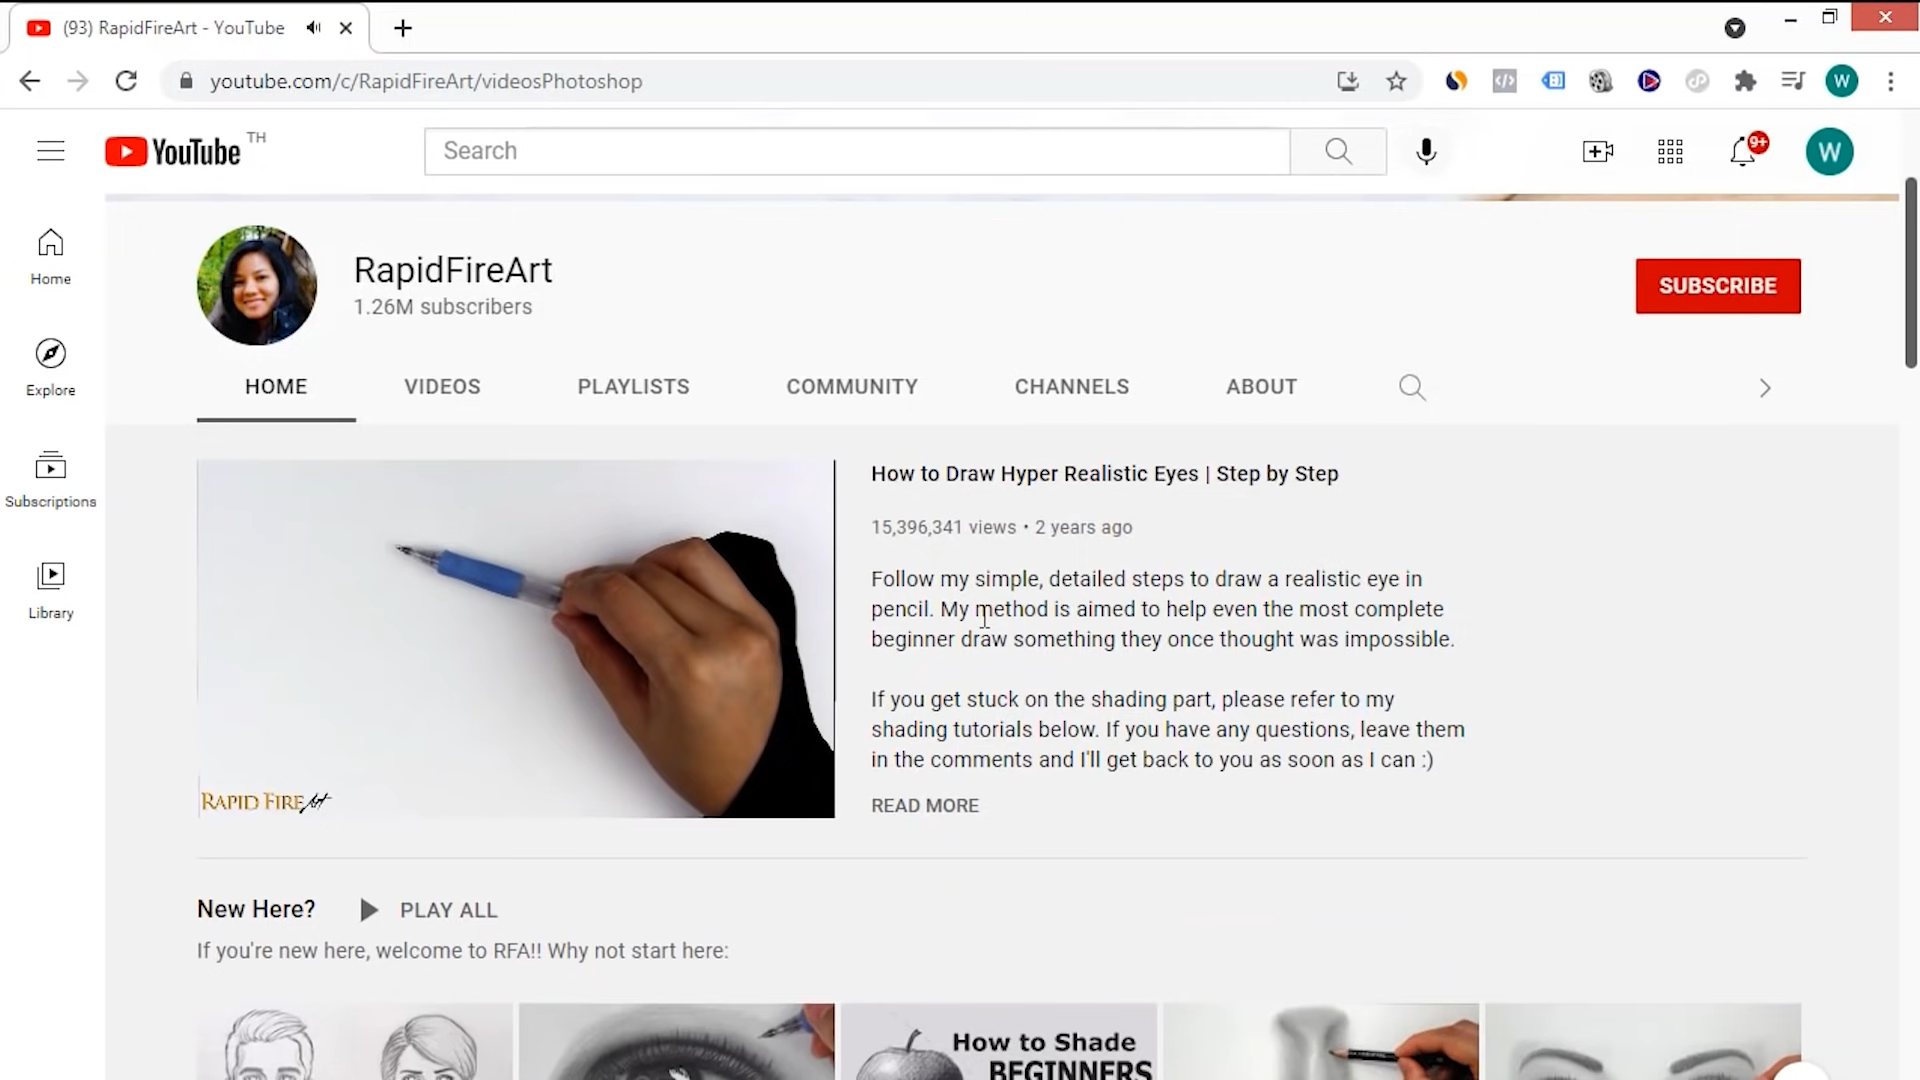 (93) RapidFireArt - YouTube
youtube.com/c/RapidFireArt/videosPhotoshop
W
YouTube TH
Search
9+
W
Home
Explore
Subscriptions
Library
RapidFireArt
1.26M subscribers
SUBSCRIBE
HOME VIDEOS PLAYLISTS COMMUNITY CHANNELS ABOUT
How to Draw Hyper Realistic Eyes | Step by Step
15,396,341 views • 2 years ago
Follow my simple, detailed steps to draw a realistic eye in
pencil. My method is aimed to help even the most complete
beginner draw something they once thought was impossible.
If you get stuck on the shading part, please refer to my
shading tutorials below. If you have any questions, leave them
in the comments and I'll get back to you as soon as I can :)
READ MORE
RAPID FIRE Art
New Here? PLAY ALL
If you're new here, welcome to RFA!! Why not start here:
How to Shade
BEGINNERS